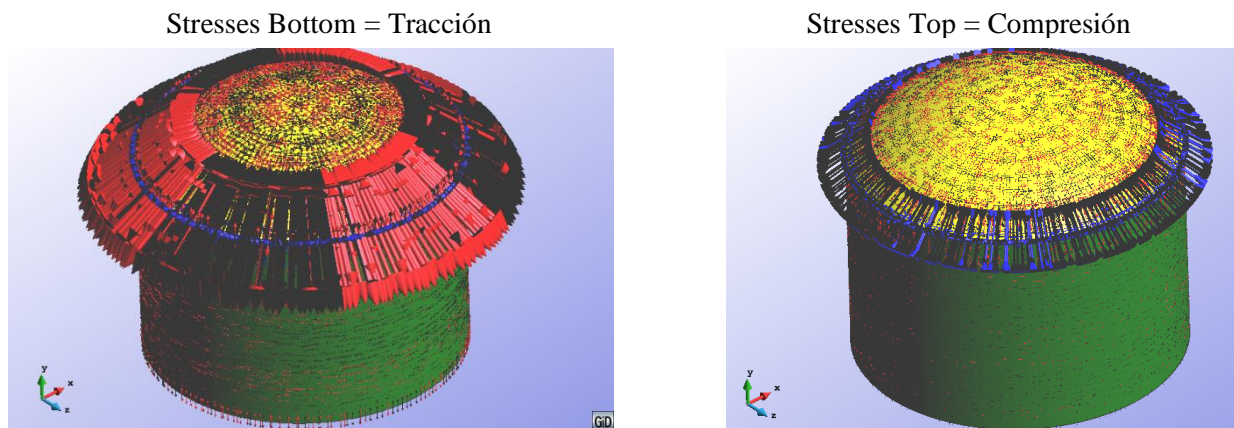 Stresses Bottom = Tracción
Stresses Top = Compresión
y
x
z
GiD
y
x
z